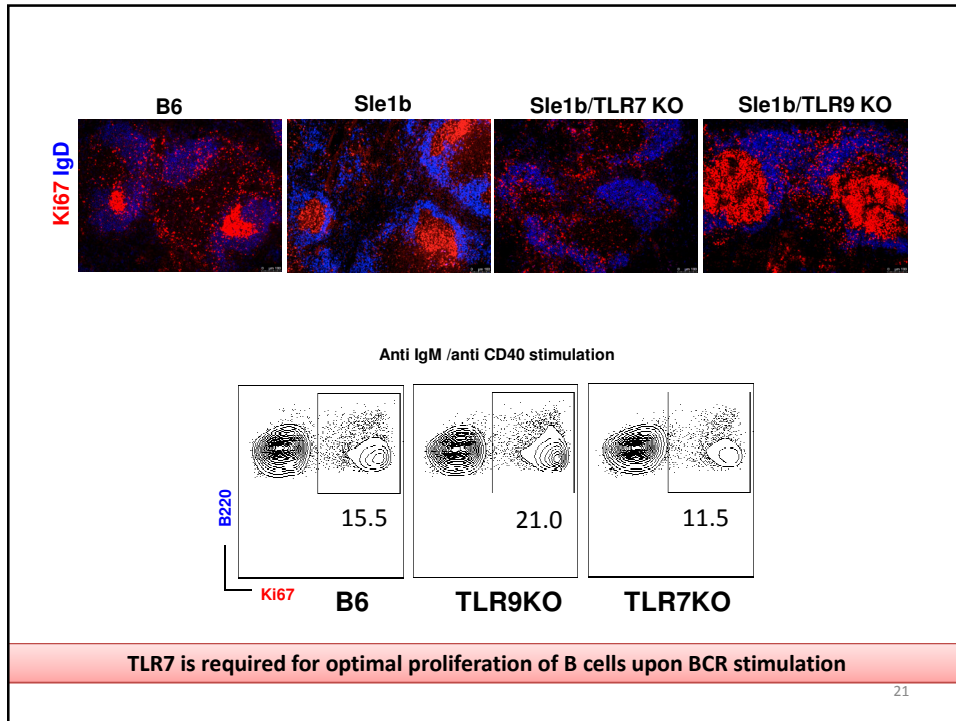 B6
Sle1b
Sle1b/TLR7 KO
Sle1b/TLR9 KO
Ki67 IgD
Anti IgM /anti CD40 stimulation
B220
15.5
21.0
11.5
Ki67
B6
TLR9KO
TLR7KO
TLR7 is required for optimal proliferation of B cells upon BCR stimulation
21